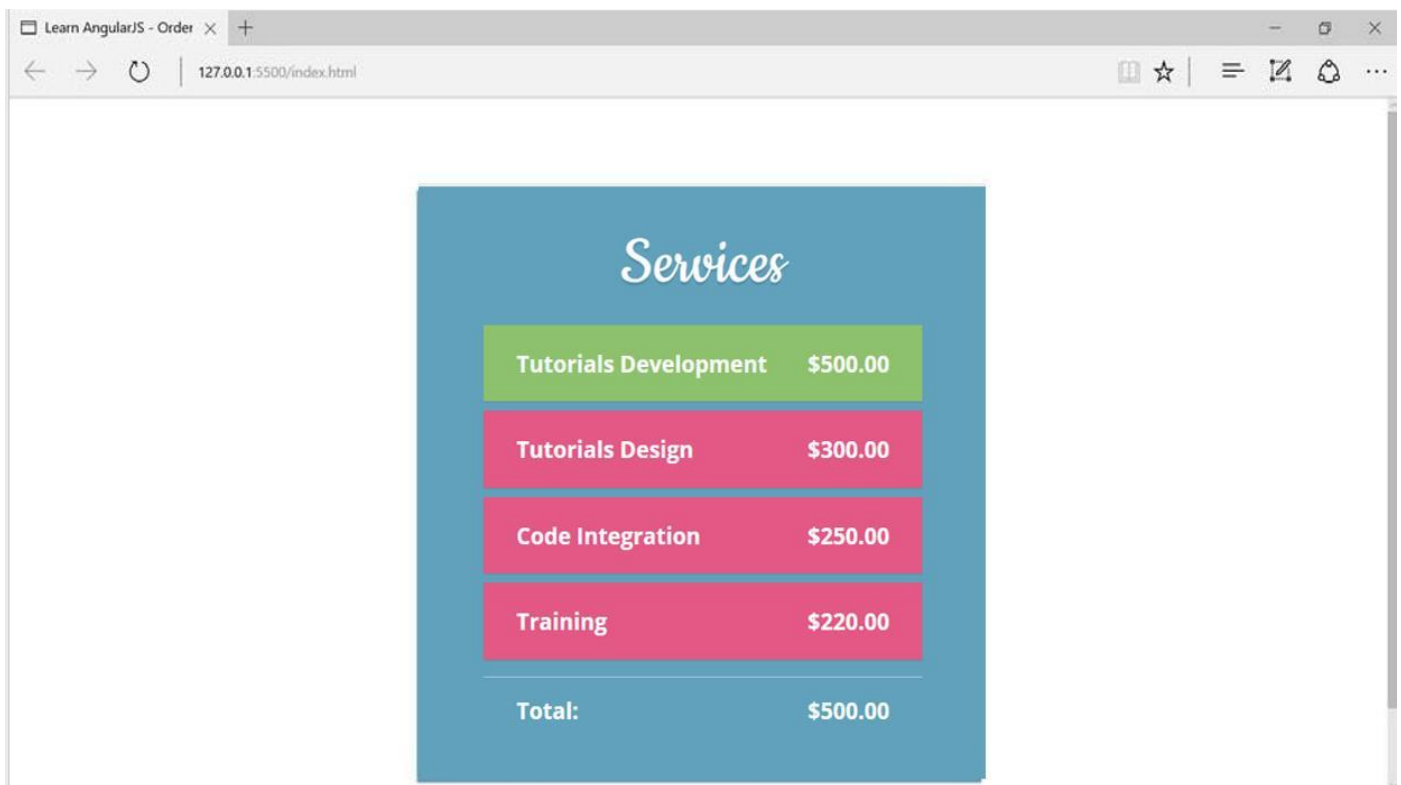 Learn AngularJS - Order
127.0.0.1:5500/index.html
Services
Tutorials Development $500.00
Tutorials Design $300.00
Code Integration $250.00
Training $220.00
Total: $500.00